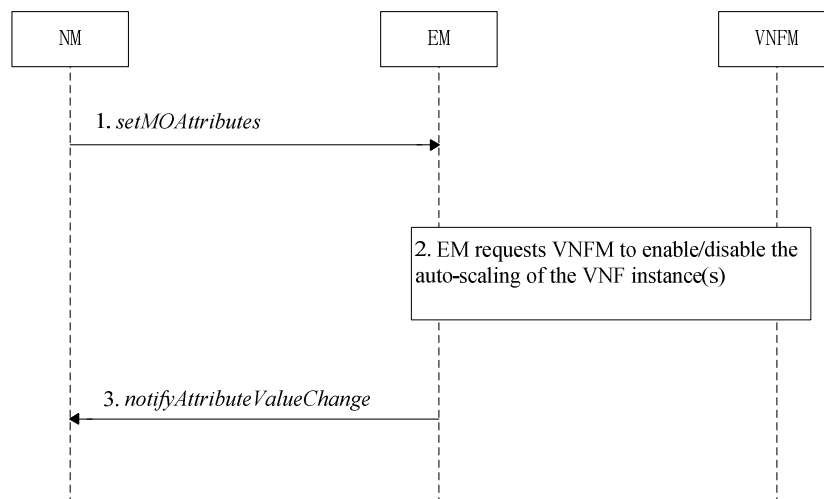 NM
EM
VNFM
1. setMOAttributes
2. EM requests VNFM to enable/disable the
auto-scaling of the VNF instance(s)
3. notifyAttributeValueChange